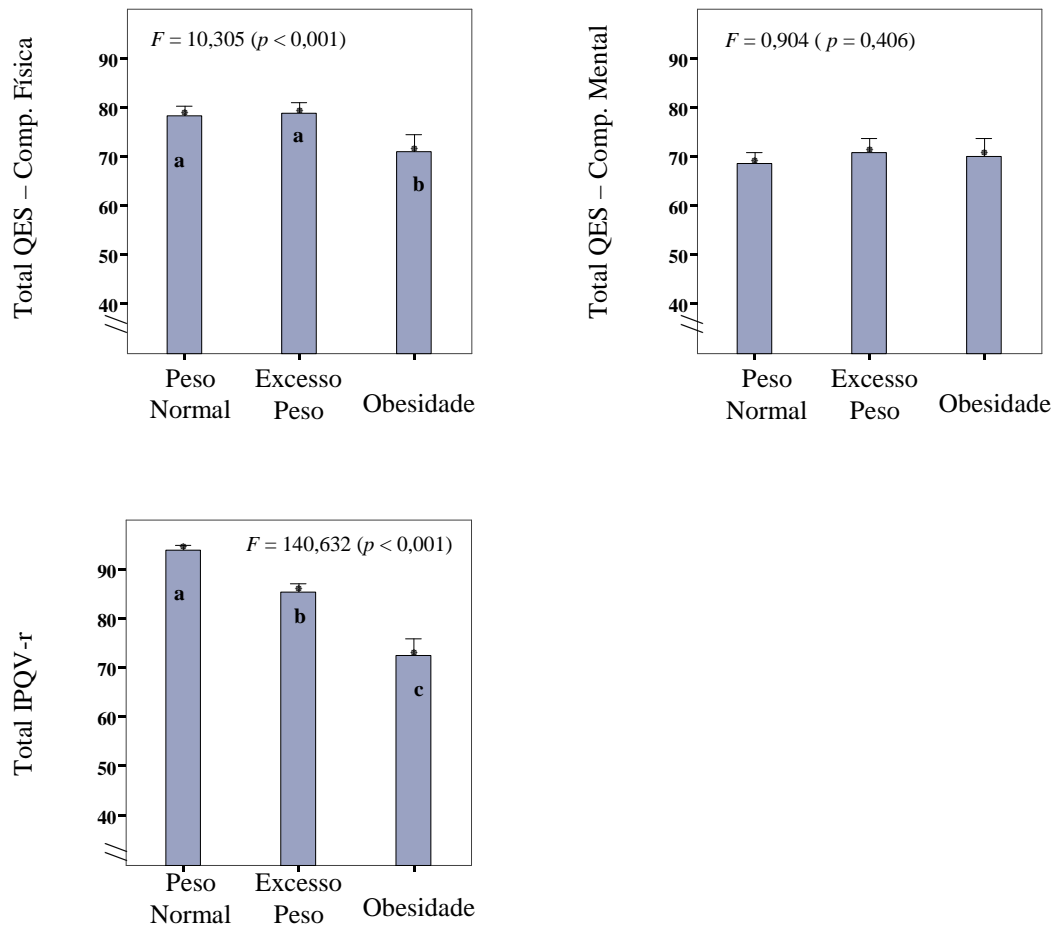 Total QES – Comp. Física
F = 10,305 (p < 0,001)
90
80
70
60
50
40
a
a
b
Peso
Normal
Excesso
Peso
Obesidade
Total QES – Comp. Mental
F = 0,904 ( p = 0,406)
90
80
70
60
50
40
Peso
Normal
Excesso
Peso
Obesidade
Total IPQV-r
F = 140,632 (p < 0,001)
90
80
70
60
50
40
a
b
c
Peso
Normal
Excesso
Peso
Obesidade